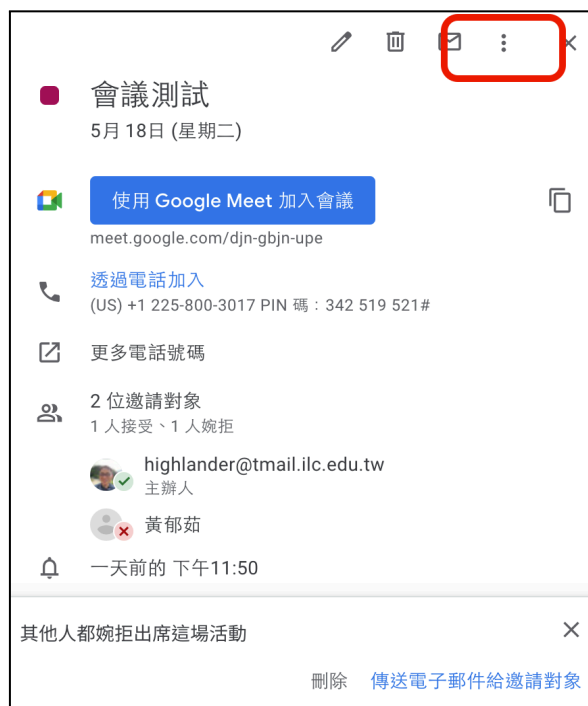 會議測試
5月 18日 (星期二)
使用 Google Meet 加入會議
meet.google.com/djn-gbjn-upe
透過電話加入
(US) +1 225-800-3017 PIN 碼：342 519 521#
更多電話號碼
2 位邀請對象
1 人接受、1 人婉拒
highlander@tmail.ilc.edu.tw
主辦人
黃郁茹
一天前的 下午11:50
其他人都婉拒出席這場活動
刪除 傳送電子郵件給邀請對象